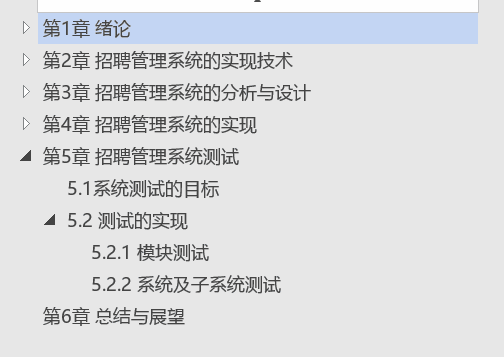 第1章 绪论
第2章 招聘管理系统的实现技术
第3章 招聘管理系统的分析与设计
第4章 招聘管理系统的实现
第5章 招聘管理系统测试
5.1系统测试的目标
5.2 测试的实现
5.2.1 模块测试
5.2.2 系统及子系统测试
第6章 总结与展望